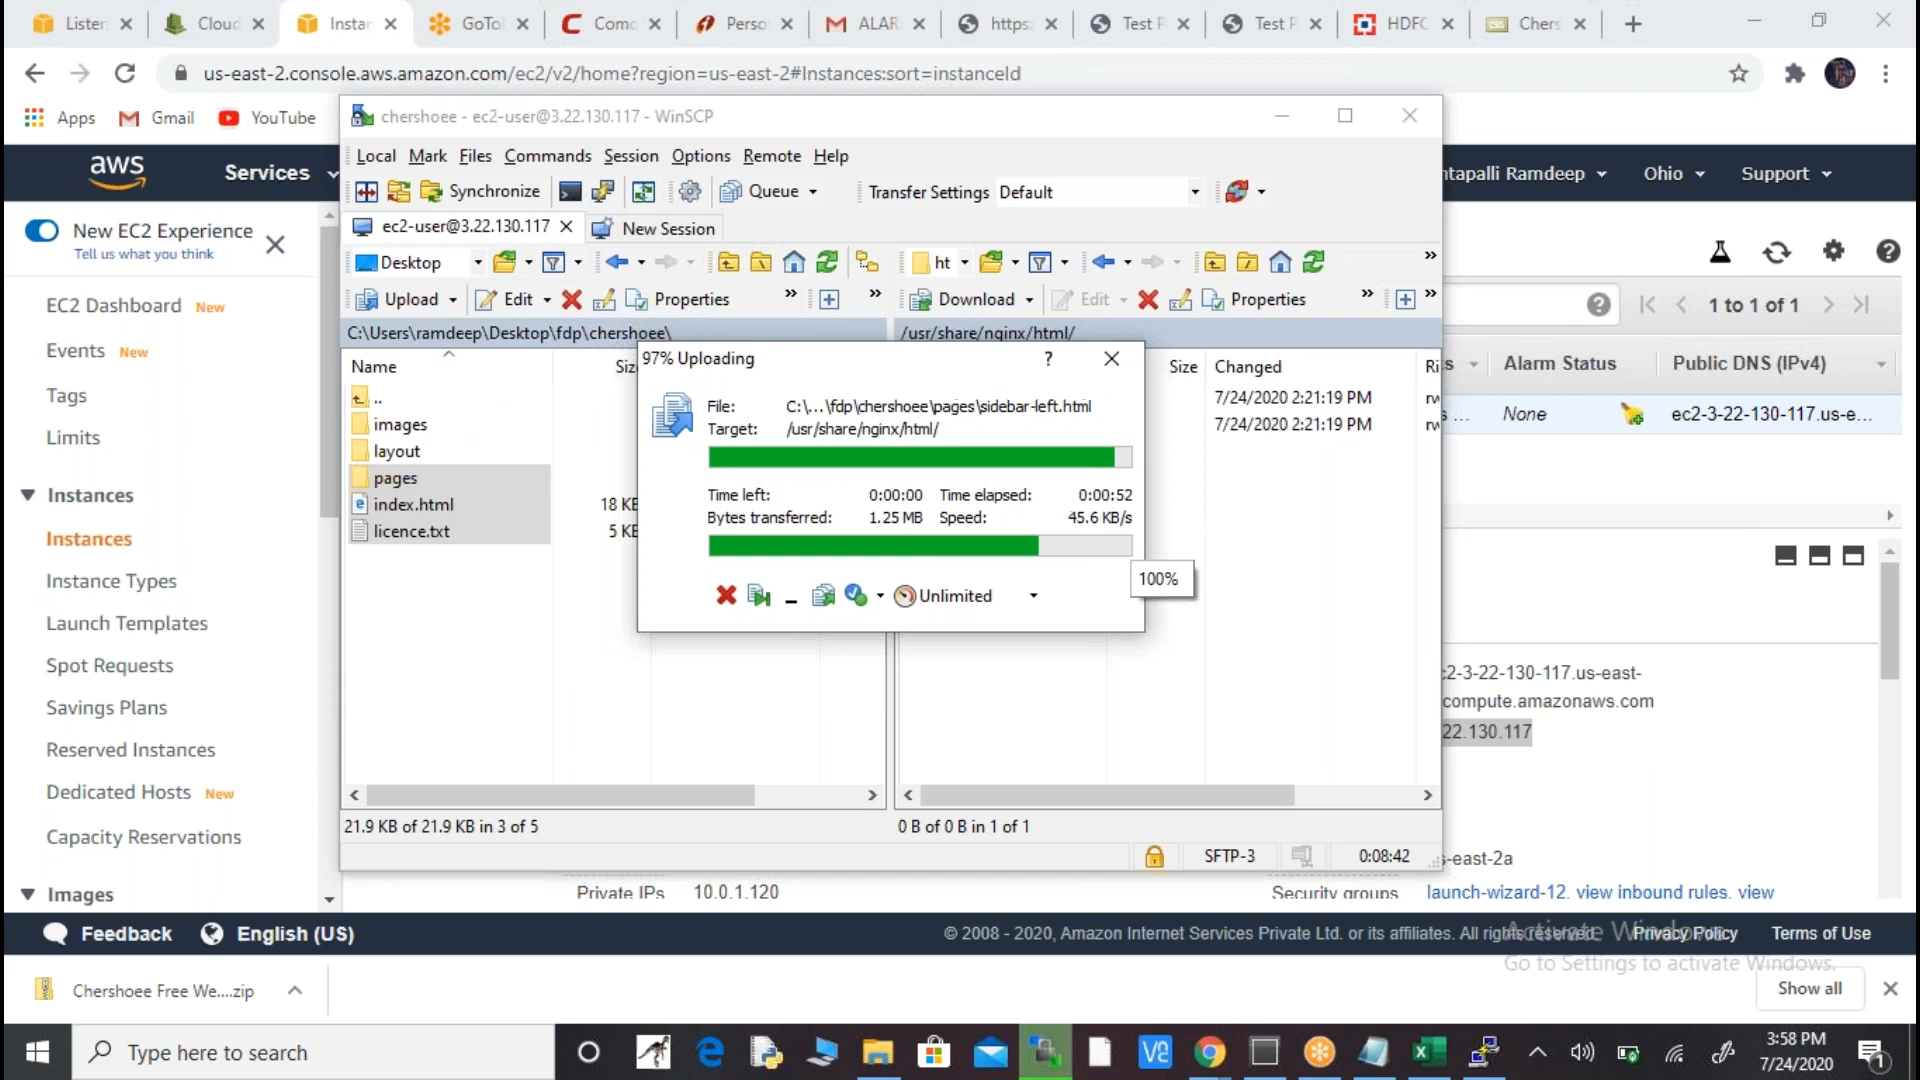 Listen
Cloud
Instar
GoTo
Como
Perso
ALAR
https:
Test P
Test P
HDFC
Chers
us-east-2.console.aws.amazon.com/ec2/v2/home?region=us-east-2#Instances:sort=instanceId
Apps
Gmail
YouTube
chershoee - ec2-user@3.22.130.117 - WinSCP
Local Mark Files Commands Session Options Remote Help
Synchronize
Queue
Transfer Settings Default
ec2-user@3.22.130.117
New Session
Desktop
ht
Upload
Edit
Properties
Download
Edit
Properties
C:\Users\ramdeep\Desktop\fdp\chershoee\
/usr/share/nginx/html/
Name
Siz
Size
Changed
Ri
..
images
layout
pages
index.html
18 KE
licence.txt
5 KE
7/24/2020 2:21:19 PM
rw
7/24/2020 2:21:19 PM
rw
97% Uploading
?
File: C:\...\fdp\chershoee\pages\sidebar-left.html
Target: /usr/share/nginx/html/
Time left: 0:00:00 Time elapsed: 0:00:52
Bytes transferred: 1.25 MB Speed: 45.6 KB/s
Unlimited
100%
21.9 KB of 21.9 KB in 3 of 5
0 B of 0 B in 1 of 1
SFTP-3
0:08:42
aws
Services
ntapalli Ramdeep
Ohio
Support
New EC2 Experience
Tell us what you think
EC2 Dashboard New
Events New
Tags
Limits
Instances
Instances
Instance Types
Launch Templates
Spot Requests
Savings Plans
Reserved Instances
Dedicated Hosts New
Capacity Reservations
Images
1 to 1 of 1
s
Alarm Status
Public DNS (IPv4)
s ...
None
ec2-3-22-130-117.us-e...
c2-3-22-130-117.us-east-
compute.amazonaws.com
22.130.117
s-east-2a
Private IPs 10.0.1.120
Security groups launch-wizard-12. view inbound rules. view
Feedback
English (US)
© 2008 - 2020, Amazon Internet Services Private Ltd. or its affiliates. All rights reserved.
Privacy Policy
Terms of Use
Activate Windows
Go to Settings to activate Windows.
Chershoee Free We....zip
Show all
Type here to search
3:58 PM
7/24/2020
1